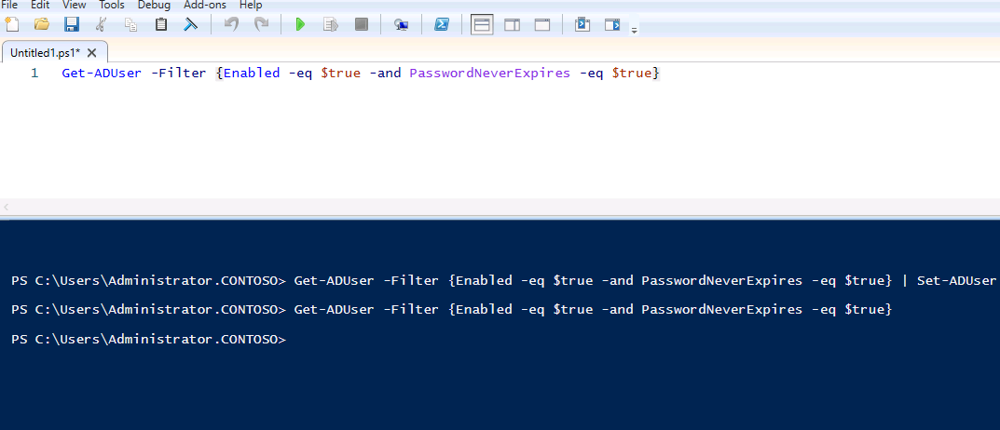 File Edit View Tools Debug Add-ons Help
Untitled1.ps1* X
1 Get-ADUser -Filter {Enabled -eq $true -and PasswordNeverExpires -eq $true}
PS C:\Users\Administrator.CONTOSO> Get-ADUser -Filter {Enabled -eq $true -and PasswordNeverExpires -eq $true} | Set-ADUser
PS C:\Users\Administrator.CONTOSO> Get-ADUser -Filter {Enabled -eq $true -and PasswordNeverExpires -eq $true}
PS C:\Users\Administrator.CONTOSO>